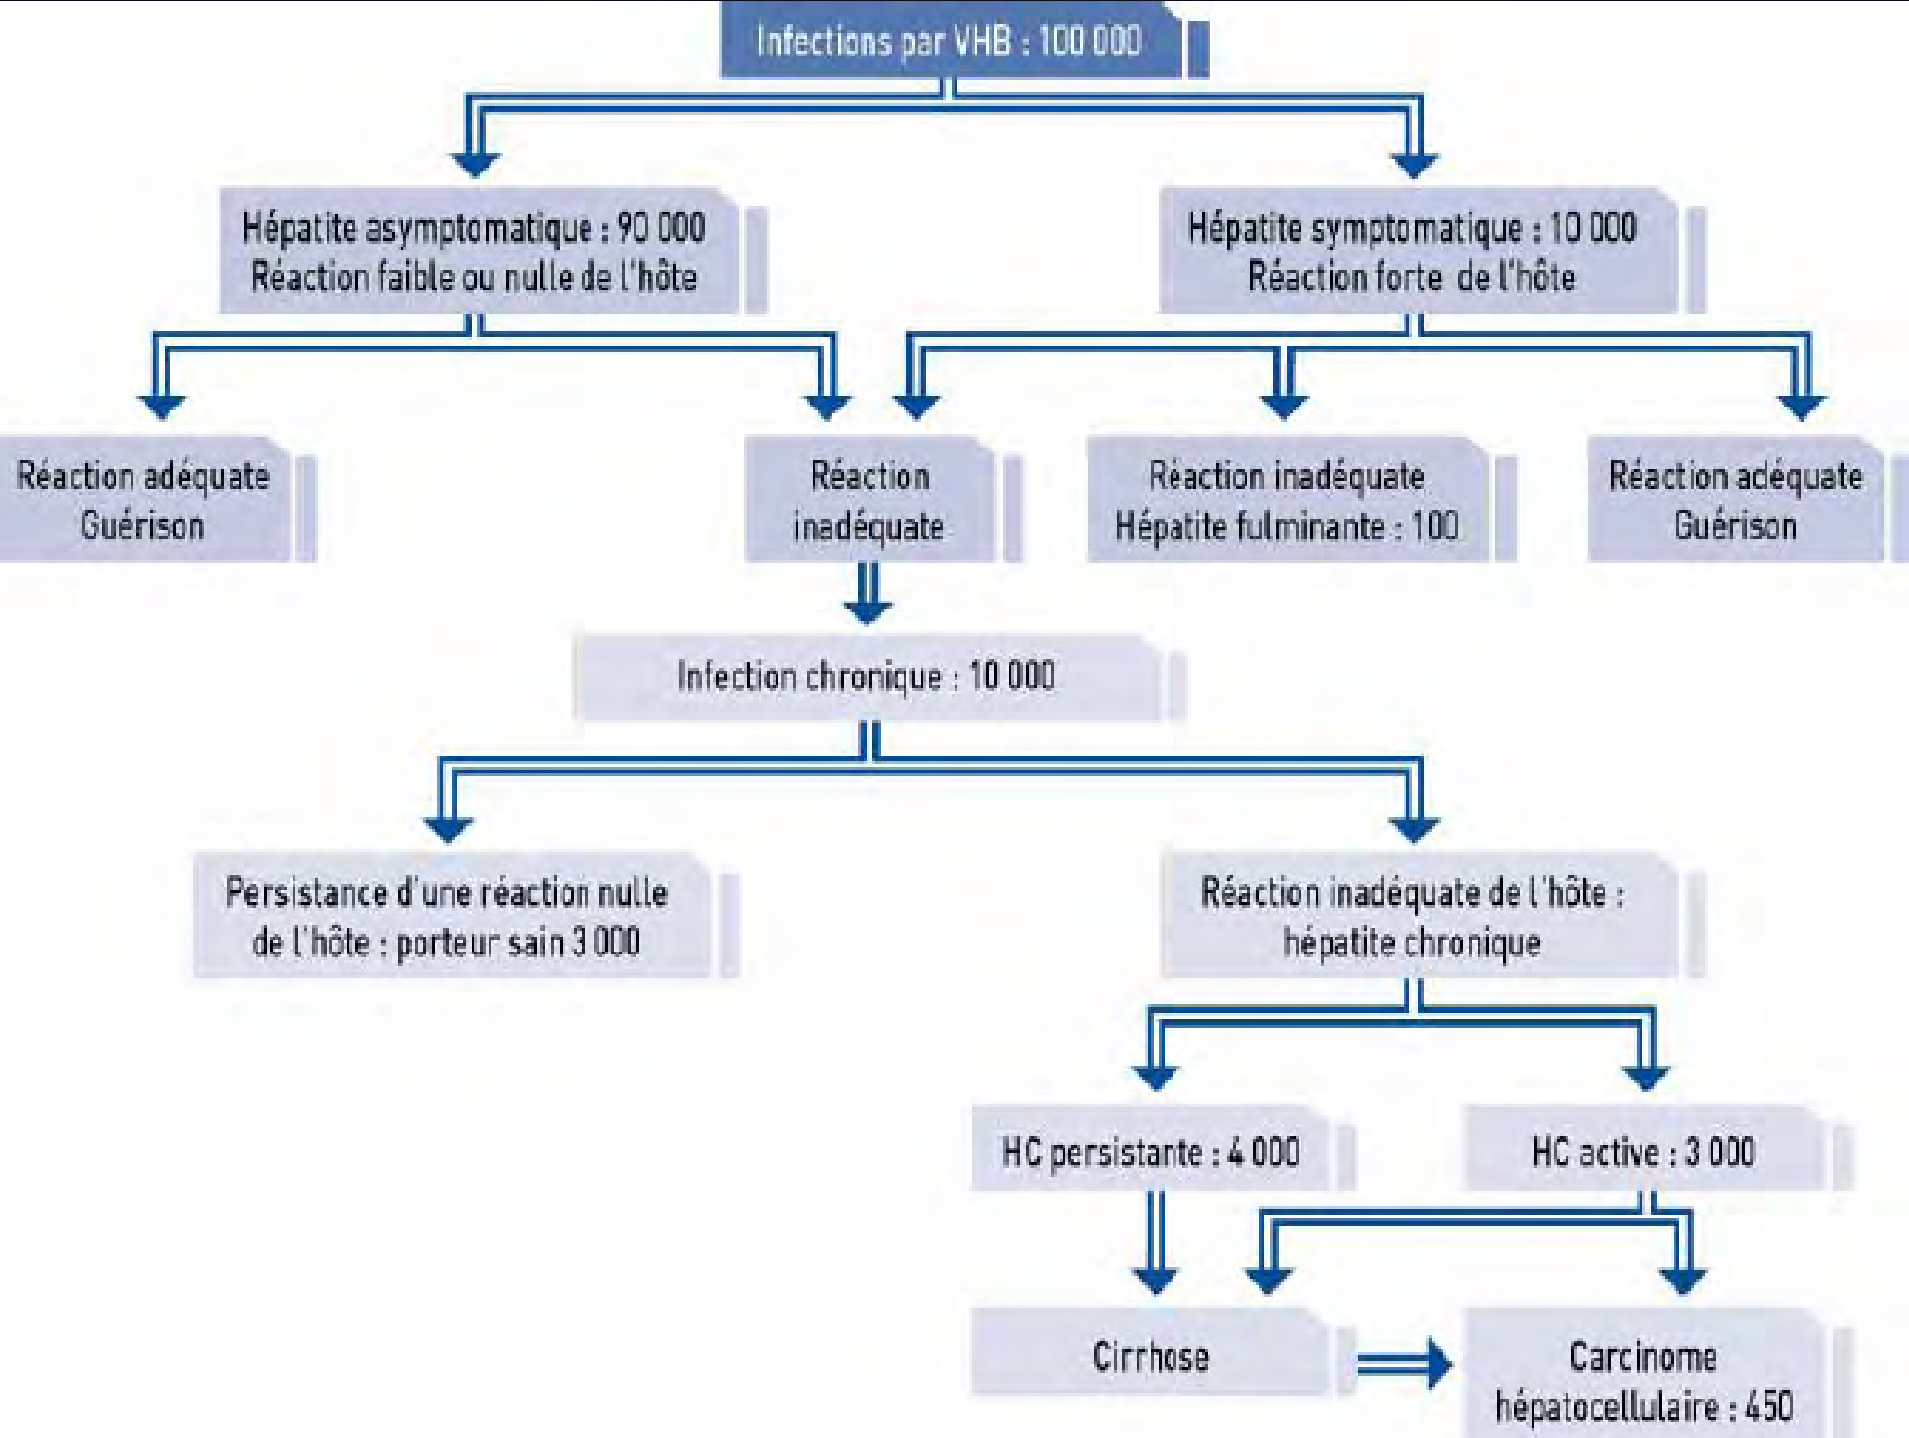 Infections par VHB : 100 000
Hépatite asymptomatique : 90 000
Réaction faible ou nulle de l'hôte
Hépatite symptomatique : 10 000
Réaction forte de l'hôte
Réaction adéquate
Guérison
Réaction
inadéquate
Réaction inadéquate
Hépatite fulminante : 100
Réaction adéquate
Guérison
Infection chronique : 10 000
Persistance d'une réaction nulle
de l'hôte : porteur sain 3 000
Réaction inadéquate de l'hôte :
hépatite chronique
HC persistante : 4 000
HC active : 3 000
Cirrhose
Carcinome
hépatocellulaire : 450